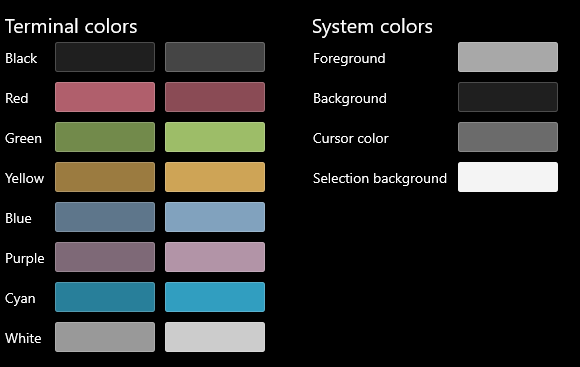 Terminal colors
Black
Red
Green
Yellow
Blue
Purple
Cyan
White
System colors
Foreground
Background
Cursor color
Selection background